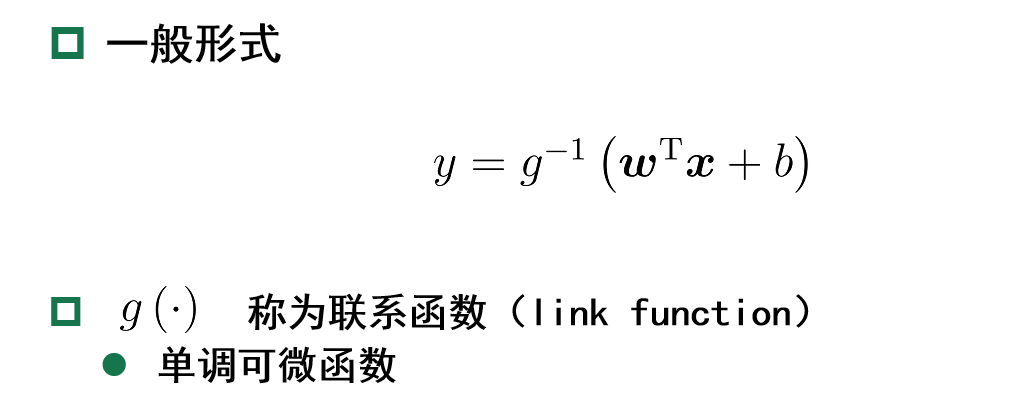 一般形式
y = g⁻¹ (wᵀx + b)
g (·) 称为联系函数（link function）
单调可微函数